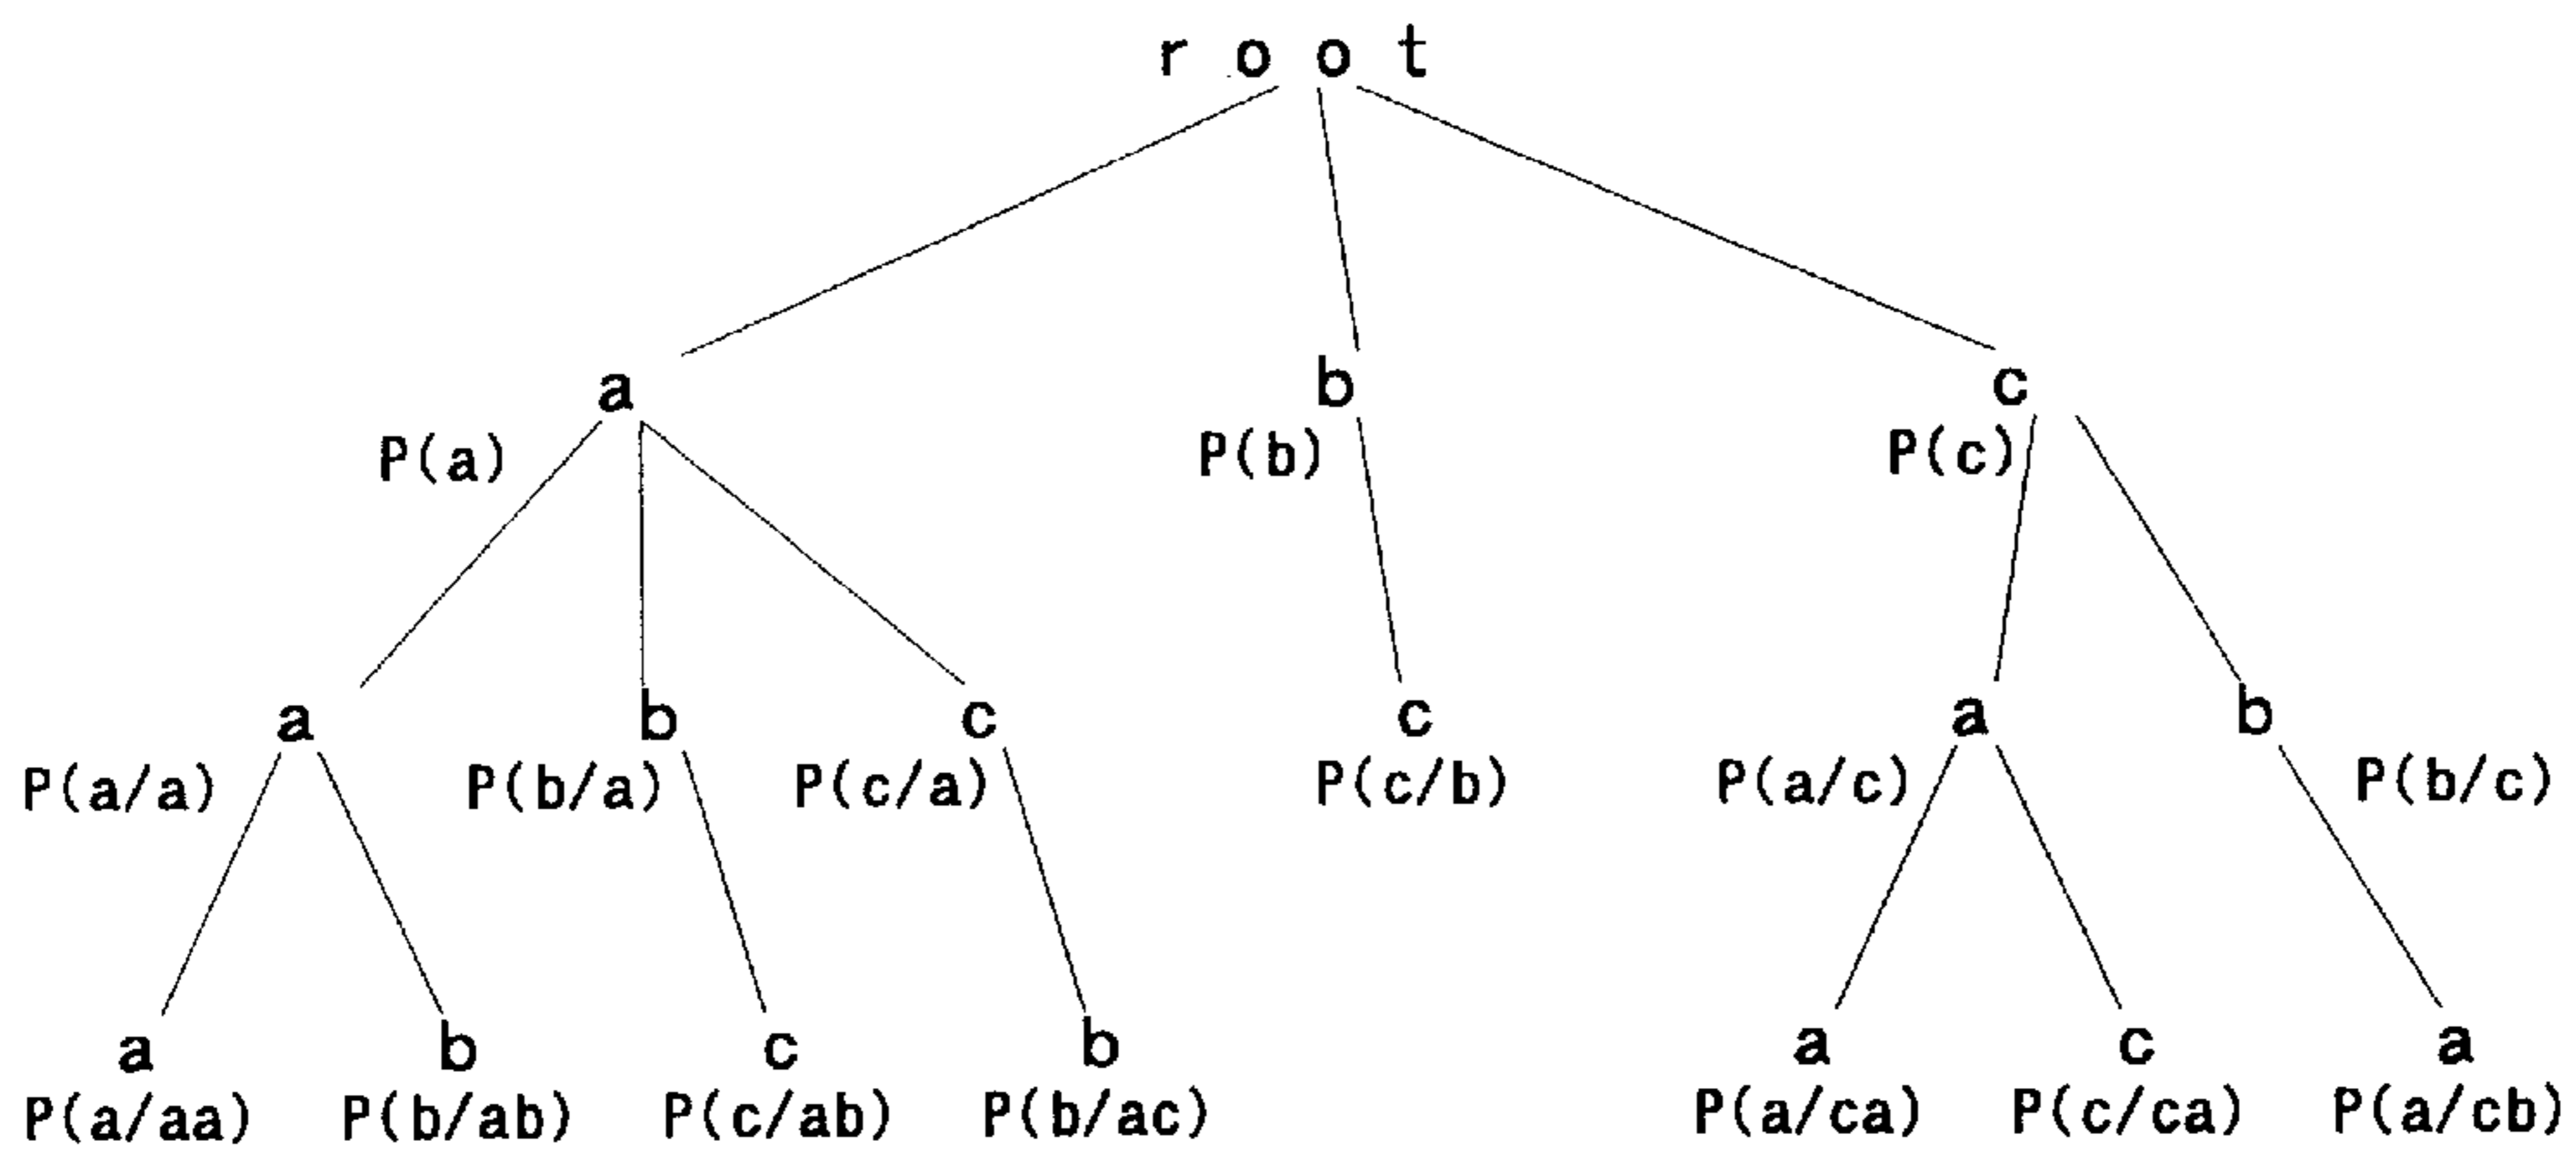 root
a b c
P(a) P(b) P(c)
a b c c a b
P(a/a) P(b/a) P(c/a) P(c/b) P(a/c) P(b/c)
a b c b a c a
P(a/aa) P(b/ab) P(c/ab) P(b/ac) P(a/ca) P(c/ca) P(a/cb)